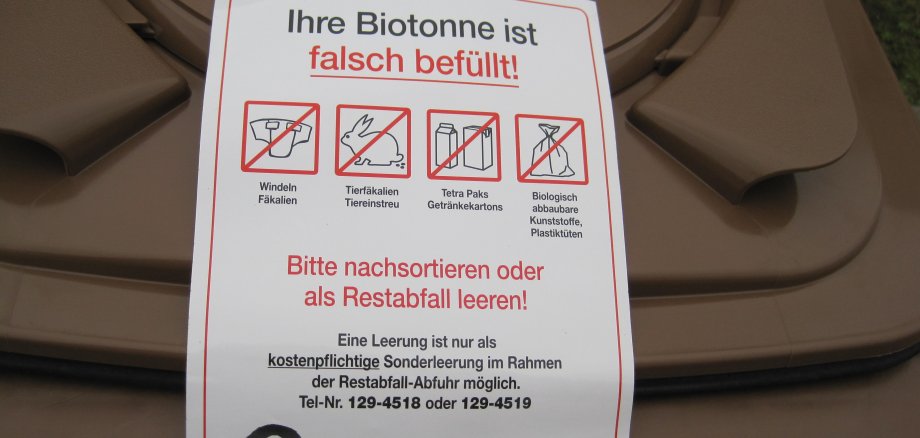 Ihre Biotonne ist
falsch befüllt!
Windeln
Fäkalien
Tierfäkalien
Tiereinstreu
Tetra Paks
Getränkekartons
Biologisch
abbaubare
Kunststoffe,
Plastiktüten
Bitte nachsortieren oder
als Restabfall leeren!
Eine Leerung ist nur als
kostenpflichtige Sonderleerung im Rahmen
der Restabfall-Abfuhr möglich.
Tel-Nr. 129-4518 oder 129-4519